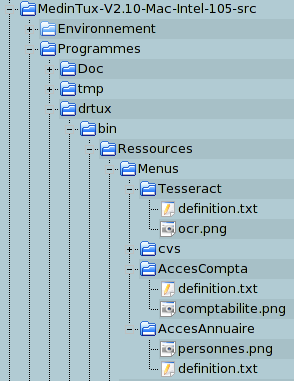 MedinTux-V2.10-Mac-Intel-105-src
Environnement
Programmes
Doc
tmp
drtux
bin
Ressources
Menus
Tesseract
definition.txt
ocr.png
cvs
AccesCompta
definition.txt
comptabilite.png
AccesAnnuaire
personnes.png
definition.txt